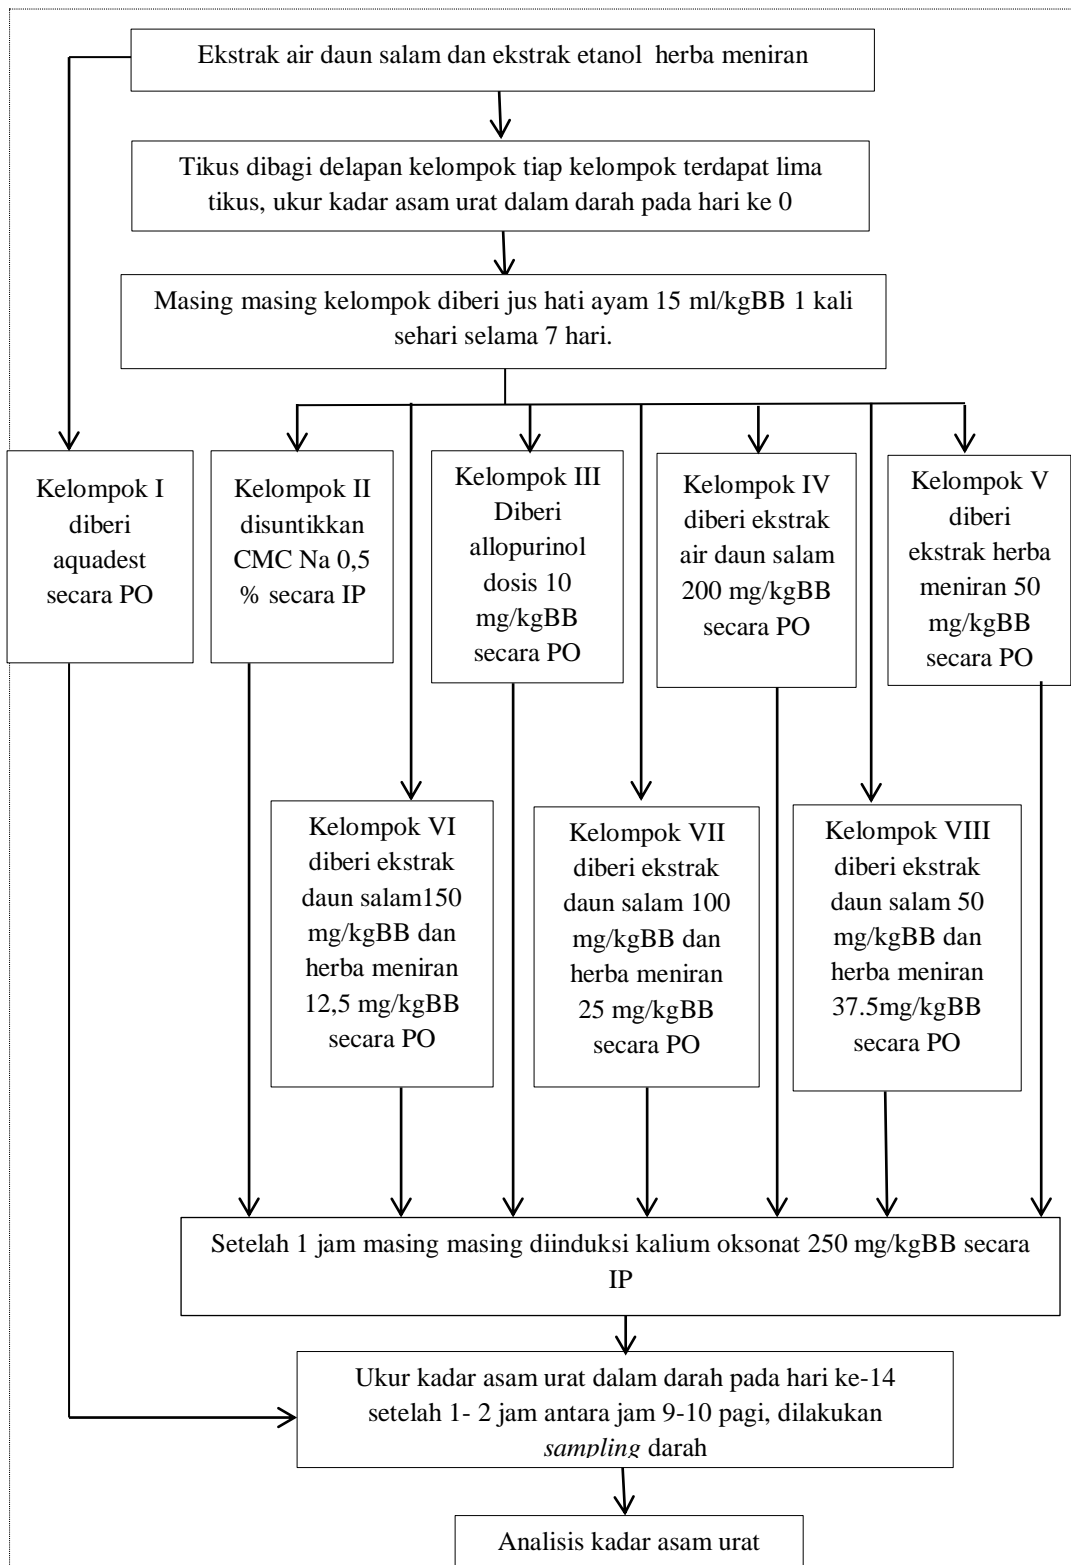 Ekstrak air daun salam dan ekstrak etanol herba meniran
Tikus dibagi delapan kelompok tiap kelompok terdapat lima
tikus, ukur kadar asam urat dalam darah pada hari ke 0
Masing masing kelompok diberi jus hati ayam 15 ml/kgBB 1 kali
sehari selama 7 hari.
Kelompok I
diberi
aquadest
secara PO
Kelompok II
disuntikkan
CMC Na 0,5
% secara IP
Kelompok III
Diberi
allopurinol
dosis 10
mg/kgBB
secara PO
Kelompok IV
diberi ekstrak
air daun salam
200 mg/kgBB
secara PO
Kelompok V
diberi
ekstrak herba
meniran 50
mg/kgBB
secara PO
Kelompok VI
diberi ekstrak
daun salam150
mg/kgBB dan
herba meniran
12,5 mg/kgBB
secara PO
Kelompok VII
diberi ekstrak
daun salam 100
mg/kgBB dan
herba meniran
25 mg/kgBB
secara PO
Kelompok VIII
diberi ekstrak
daun salam 50
mg/kgBB dan
herba meniran
37.5mg/kgBB
secara PO
Setelah 1 jam masing masing diinduksi kalium oksonat 250 mg/kgBB secara
IP
Ukur kadar asam urat dalam darah pada hari ke-14
setelah 1- 2 jam antara jam 9-10 pagi, dilakukan
sampling darah
Analisis kadar asam urat